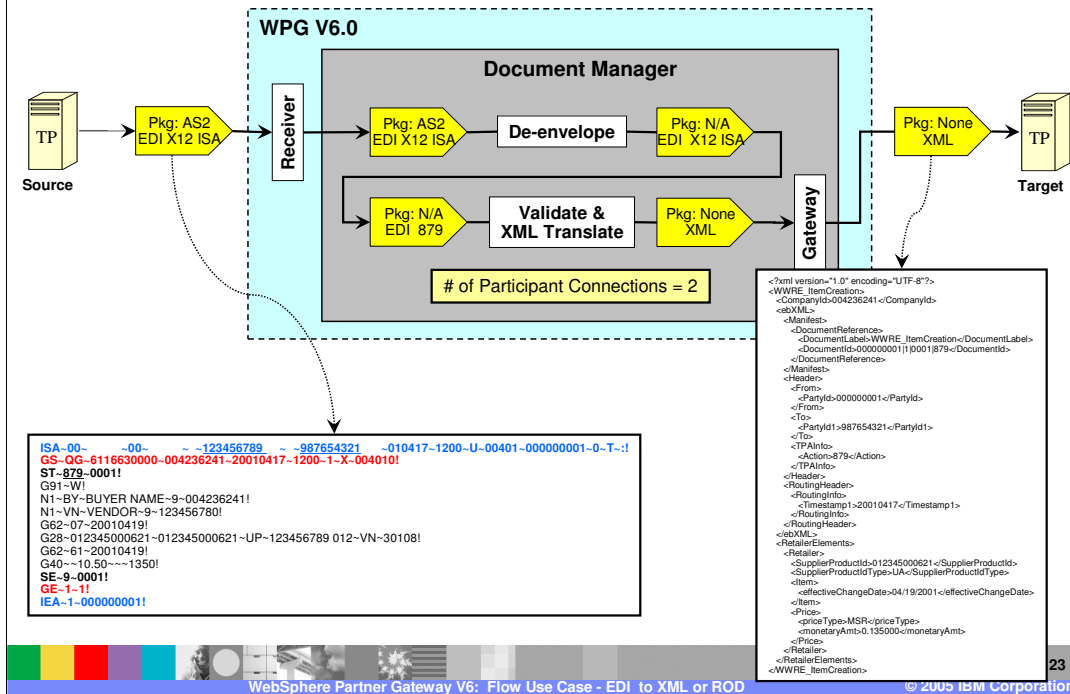 WPG V6.0
Document Manager
TP
Source
Pkg: AS2
EDI X12 ISA
Receiver
Pkg: AS2
EDI X12 ISA
De-envelope
Pkg: N/A
EDI X12 ISA
Pkg: N/A
EDI 879
Validate &
XML Translate
Pkg: None
XML
Gateway
Pkg: None
XML
TP
Target
# of Participant Connections = 2
ISA~00~ ~00~ ~ ~123456789 ~ ~987654321 ~010417~1200~U~00401~000000001~0~T~:!
GS~QG~6116630000~004236241~20010417~1200~1~X~004010!
ST~879~0001!
G91~W!
N1~BY~BUYER NAME~9~004236241!
N1~VN~VENDOR~9~123456780!
G62~07~20010419!
G28~012345000621~012345000621~UP~123456789 012~VN~30108!
G62~61~20010419!
G40~~10.50~~~1350!
SE~9~0001!
GE~1~1!
IEA~1~000000001!
<?xml version="1.0" encoding="UTF-8"?>
<WWRE_ItemCreation>
<CompanyId>004236241</CompanyId>
<ebXML>
<Manifest>
<DocumentReference>
<DocumentLabel>WWRE_ItemCreation</DocumentLabel>
<DocumentId>000000001|1|0001|879</DocumentId>
</DocumentReference>
</Manifest>
<Header>
<From>
<PartyId>000000001</PartyId>
</From>
<To>
<PartyId1>987654321</PartyId1>
</To>
<TPAInfo>
<Action>879</Action>
</TPAInfo>
</Header>
<RoutingHeader>
<RoutingInfo>
<Timestamp1>20010417</Timestamp1>
</RoutingInfo>
</RoutingHeader>
</ebXML>
<RetailerElements>
<Retailer>
<SupplierProductId>012345000621</SupplierProductId>
<SupplierProductIdType>UA</SupplierProductIdType>
<Item>
<effectiveChangeDate>04/19/2001</effectiveChangeDate>
</Item>
<Price>
<priceType>MSR</priceType>
<monetaryAmt>0.135000</monetaryAmt>
</Price>
</Retailer>
</RetailerElements>
</WWRE_ItemCreation>
23
WebSphere Partner Gateway V6: Flow Use Case - EDI to XML or ROD
© 2005 IBM Corporation